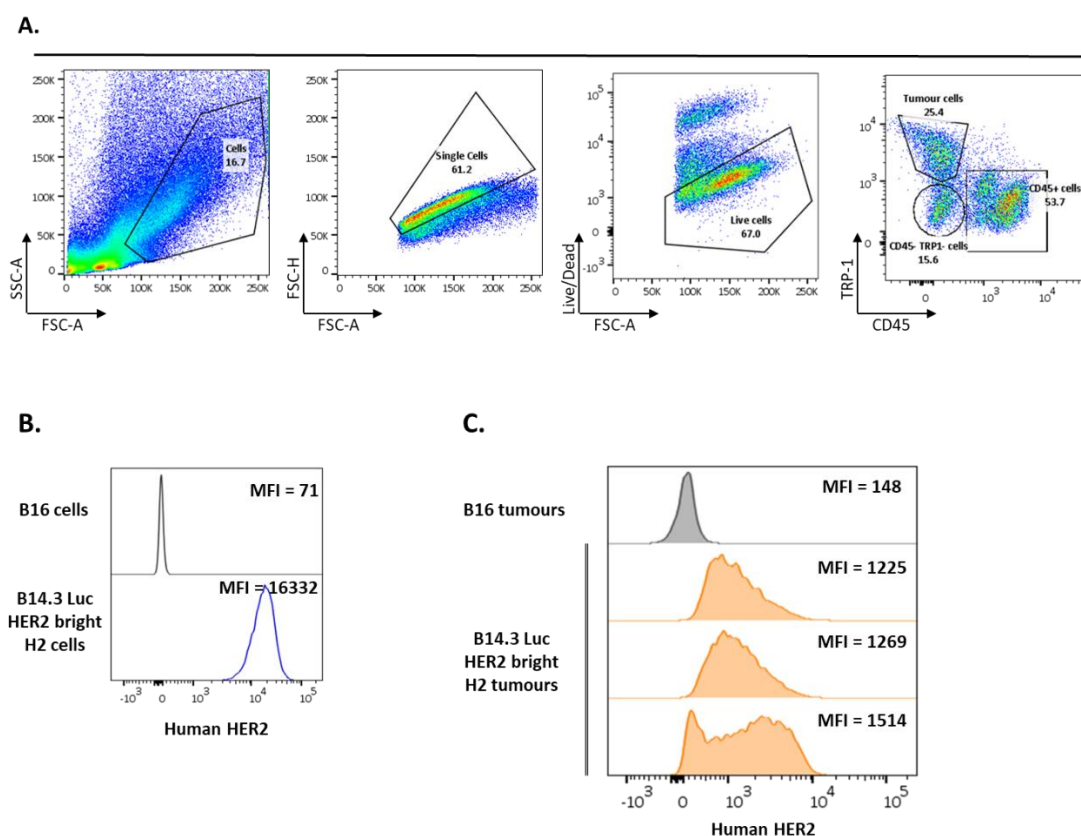 A.
250K
200K
150K
100K
50K
0
Cells
16.7
0
50K
100K
150K
200K
250K
SSC-A
FSC-A
250K
200K
150K
100K
50K
0
Single Cells
61.2
0
50K
100K
150K
200K
250K
FSC-H
FSC-A
10^5
10^4
10^3
0
-10^3
Live cells
67.0
0
50K
100K
150K
200K
250K
Live/Dead
FSC-A
10^4
10^3
0
Tumour cells
25.4
CD45+ cells
53.7
CD45- TRP1- cells
15.6
0
10^3
10^4
TRP-1
CD45
B.
B16 cells
MFI = 71
B14.3 Luc
HER2 bright
H2 cells
MFI = 16332
-10^3
0
10^3
10^4
10^5
Human HER2
C.
B16 tumours
MFI = 148
MFI = 1225
B14.3 Luc
HER2 bright
H2 tumours
MFI = 1269
MFI = 1514
-10^3
0
10^3
10^4
10^5
Human HER2